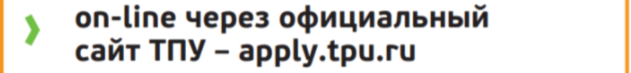 on-line через официальный
сайт ТПУ – apply.tpu.ru